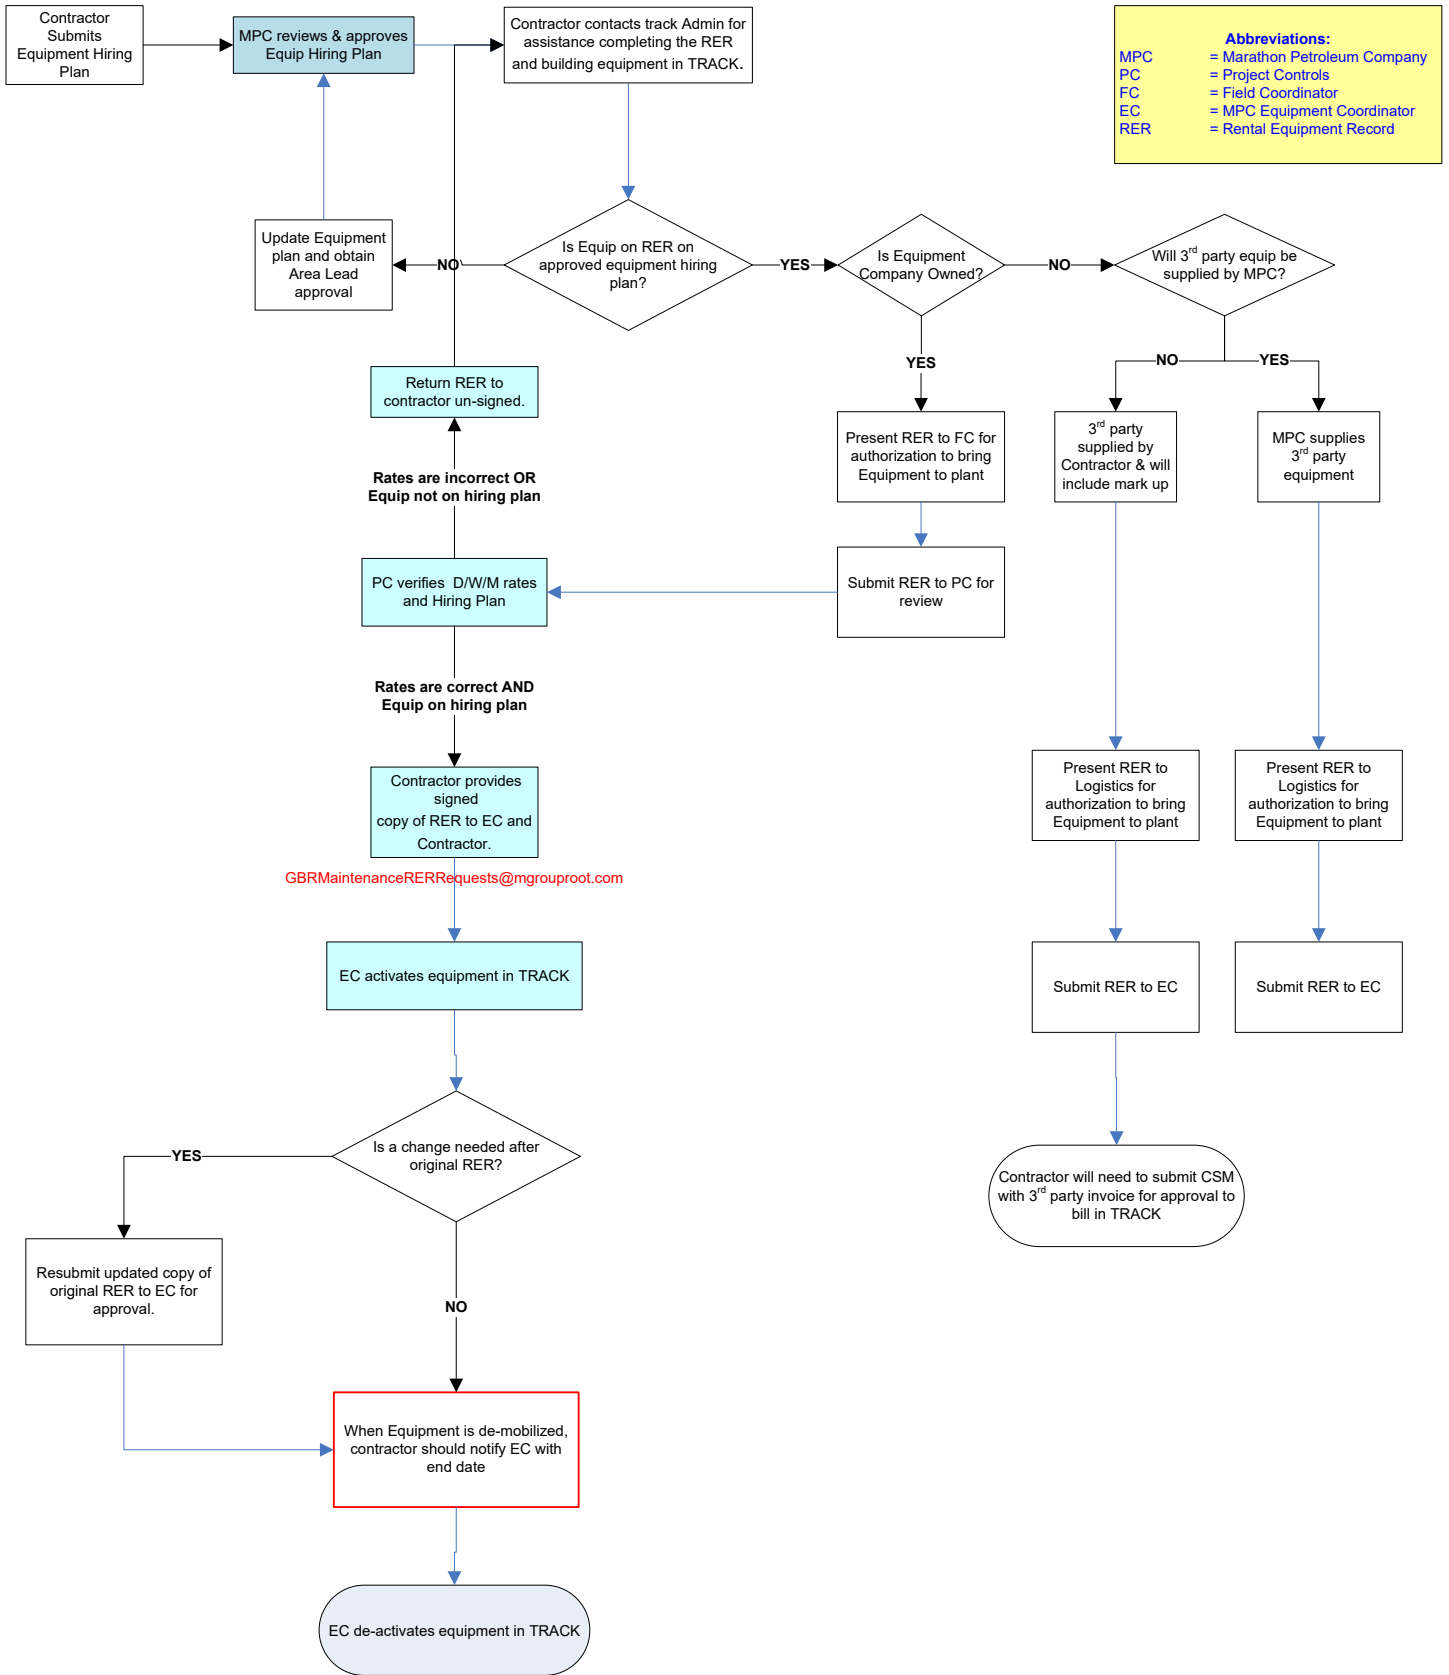 Contractor
Submits
Equipment Hiring
Plan
MPC reviews & approves
Equip Hiring Plan
Contractor contacts track Admin for
assistance completing the RER
and building equipment in TRACK.
Abbreviations:
MPC = Marathon Petroleum Company
PC = Project Controls
FC = Field Coordinator
EC = MPC Equipment Coordinator
RER = Rental Equipment Record
Update Equipment
plan and obtain
Area Lead
approval
NO
Is Equip on RER on
approved equipment hiring
plan?
YES
Is Equipment
Company Owned?
NO
Will 3rd party equip be
supplied by MPC?
YES
NO
YES
Return RER to
contractor un-signed.
Present RER to FC for
authorization to bring
Equipment to plant
3rd party
supplied by
Contractor & will
include mark up
MPC supplies
3rd party
equipment
Rates are incorrect OR
Equip not on hiring plan
PC verifies  D/W/M rates
and Hiring Plan
Submit RER to PC for
review
Rates are correct AND
Equip on hiring plan
Contractor provides
signed
copy of RER to EC and
Contractor.
Present RER to
Logistics for
authorization to bring
Equipment to plant
Present RER to
Logistics for
authorization to bring
Equipment to plant
GBRMaintenanceRERRequests@mgrouproot.com
EC activates equipment in TRACK
Submit RER to EC
Submit RER to EC
Is a change needed after
original RER?
YES
Contractor will need to submit CSM
with 3rd party invoice for approval to
bill in TRACK
Resubmit updated copy of
original RER to EC for
approval.
NO
When Equipment is de-mobilized,
contractor should notify EC with
end date
EC de-activates equipment in TRACK